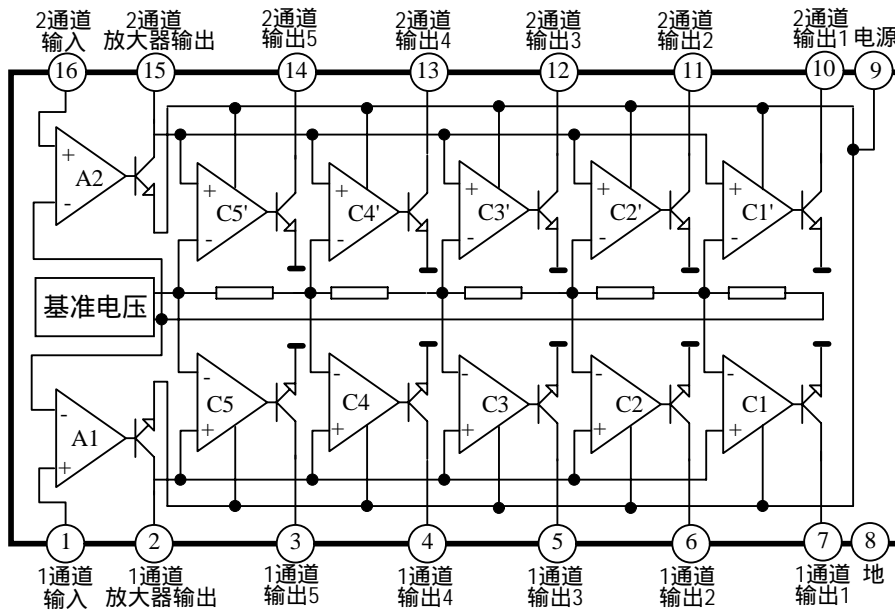 2通道
输入
2通道
放大器输出
2通道
输出5
2通道
输出4
2通道
输出3
2通道
输出2
2通道
输出1
电源
16
15
14
13
12
11
10
9
+
-
A2
+
-
C5'
+
-
C4'
+
-
C3'
+
-
C2'
+
-
C1'
基准电压
-
+
A1
-
+
C5
-
+
C4
-
+
C3
-
+
C2
-
+
C1
1
2
3
4
5
6
7
8
1通道
输入
1通道
放大器输出
1通道
输出5
1通道
输出4
1通道
输出3
1通道
输出2
1通道
输出1
地